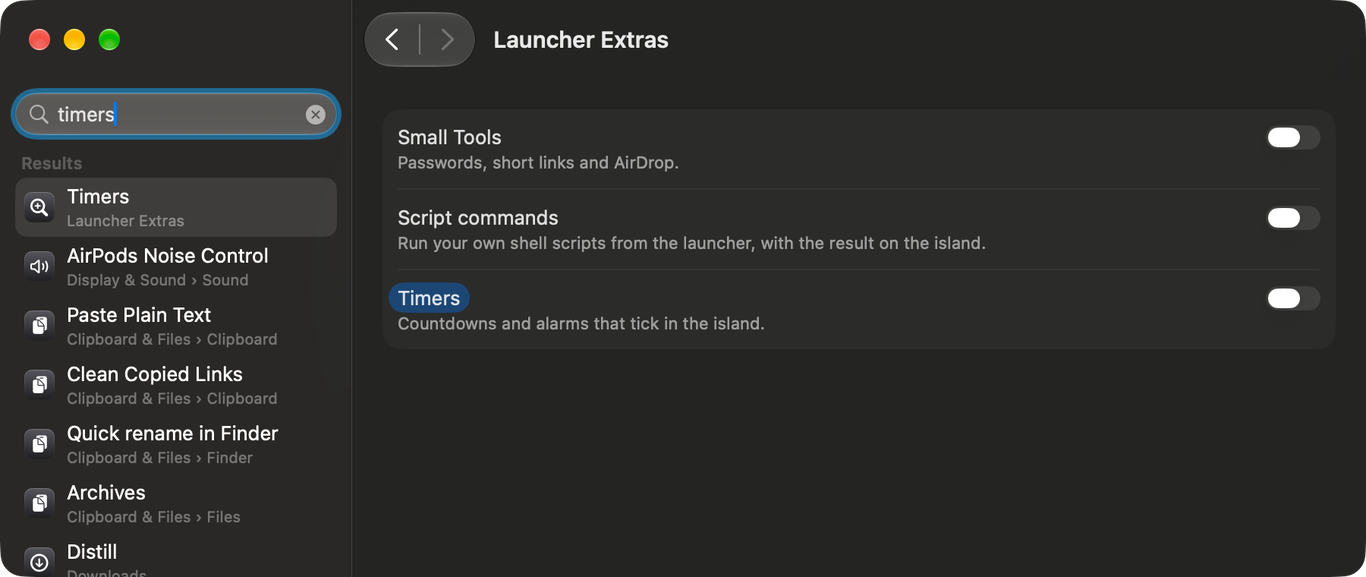 Launcher Extras
timers
Results
Timers
Launcher Extras
AirPods Noise Control
Display & Sound › Sound
Paste Plain Text
Clipboard & Files › Clipboard
Clean Copied Links
Clipboard & Files › Clipboard
Quick rename in Finder
Clipboard & Files › Finder
Archives
Clipboard & Files › Files
Distill
Downloads
Small Tools
Passwords, short links and AirDrop.
Script commands
Run your own shell scripts from the launcher, with the result on the island.
Timers
Countdowns and alarms that tick in the island.